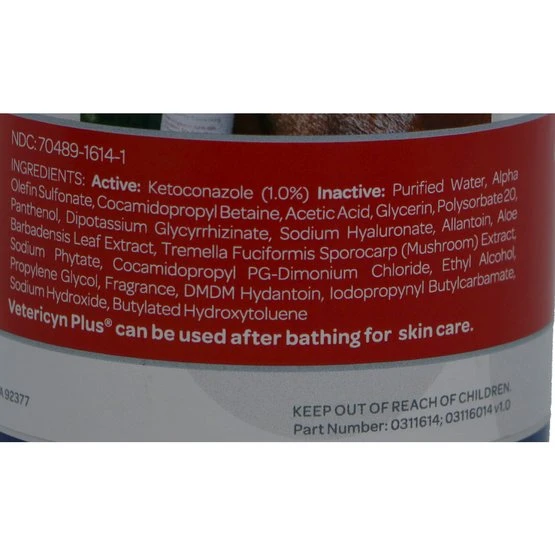 NDC: 70489-1614-1
INGREDIENTS: Active: Ketoconazole (1.0%) Inactive: Purified Water, Alpha
Olefin Sulfonate, Cocamidopropyl Betaine, Acetic Acid, Glycerin, Polysorbate 20,
Panthenol, Dipotassium Glycyrrhizinate, Sodium Hyaluronate, Allantoin, Aloe
Barbadensis Leaf Extract, Tremella Fuciformis Sporocarp (Mushroom) Extract,
Sodium Phytate, Cocamidopropyl PG-Dimonium Chloride, Ethyl Alcohol,
Propylene Glycol, Fragrance, DMDM Hydantoin, Iodopropynyl Butylcarbamate,
Sodium Hydroxide, Butylated Hydroxytoluene
Vetericyn Plus® can be used after bathing for skin care.
A 92377
KEEP OUT OF REACH OF CHILDREN.
Part Number: 0311614; 03116014 v1.0